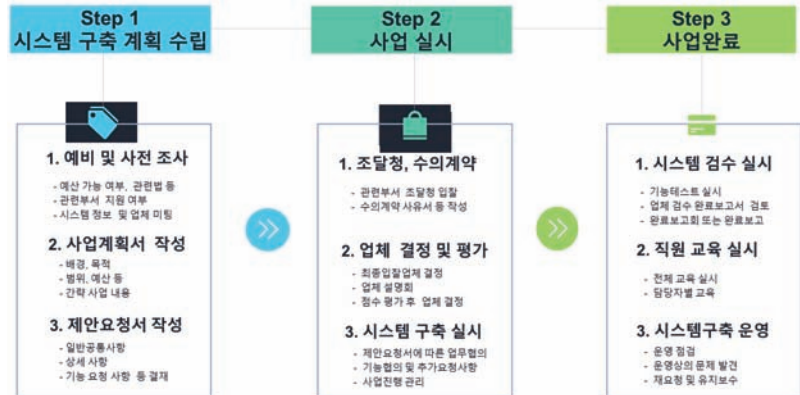 Step 1
시스템 구축 계획 수립
1. 예비 및 사전 조사
- 예산 가능 여부, 관련법 등
- 관련부서 지원 여부
- 시스템 정보 및 업체 미팅
2. 사업계획서 작성
- 배경, 목적
- 범위, 예산 등
- 간략 사업 내용
3. 제안요청서 작성
- 일반공통사항
- 상세 사항
- 기능 요청 사항 등 결재
Step 2
사업 실시
1. 조달청, 수의계약
- 관련부서 조달청 입찰
- 수의계약 사유서 등 작성
2. 업체 결정 및 평가
- 최종입찰업체 결정
- 업체 설명회
- 점수 평가 후 업체 결정
3. 시스템 구축 실시
- 제안요청서에 따른 업무협의
- 기능협의 및 추가요청사항
- 사업진행 관리
Step 3
사업완료
1. 시스템 검수 실시
- 기능테스트 실시
- 업체 검수 완료보고서 검토
- 완료보고회 또는 완료보고
2. 직원 교육 실시
- 전체 교육 실시
- 담당자별 교육
3. 시스템구축 운영
- 운영 점검
- 운영상의 문제 발견
- 재요청 및 유지보수